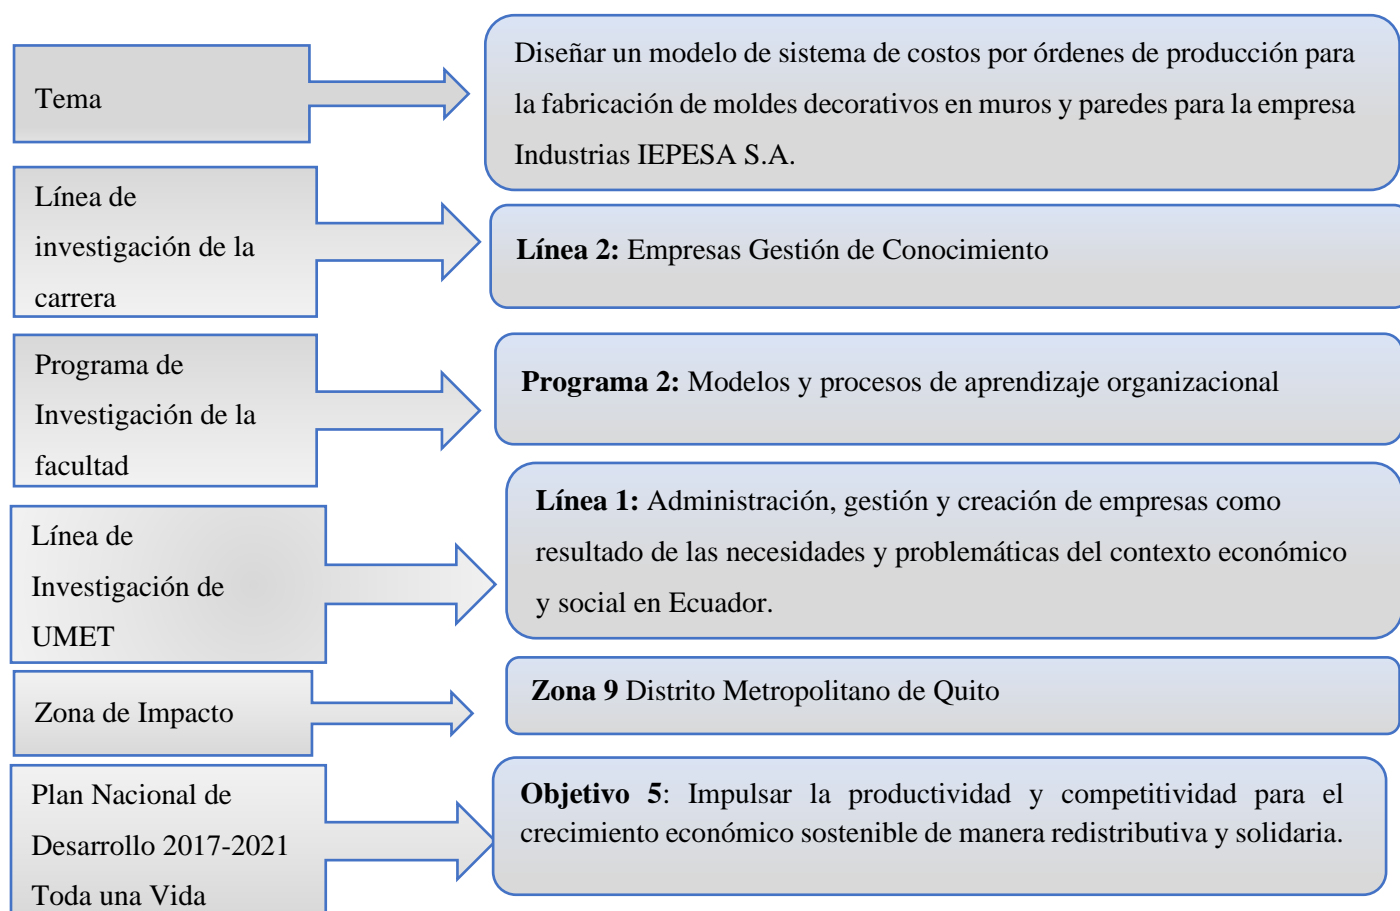 Tema
Diseñar un modelo de sistema de costos por órdenes de producción para
la fabricación de moldes decorativos en muros y paredes para la empresa
Industrias IEPESA S.A.
Línea de
investigación de la
carrera
Línea 2: Empresas Gestión de Conocimiento
Programa de
Investigación de la
facultad
Programa 2: Modelos y procesos de aprendizaje organizacional
Línea de
Investigación de
UMET
Línea 1: Administración, gestión y creación de empresas como
resultado de las necesidades y problemáticas del contexto económico
y social en Ecuador.
Zona de Impacto
Zona 9 Distrito Metropolitano de Quito
Plan Nacional de
Desarrollo 2017-2021
Toda una Vida
Objetivo 5: Impulsar la productividad y competitividad para el
crecimiento económico sostenible de manera redistributiva y solidaria.